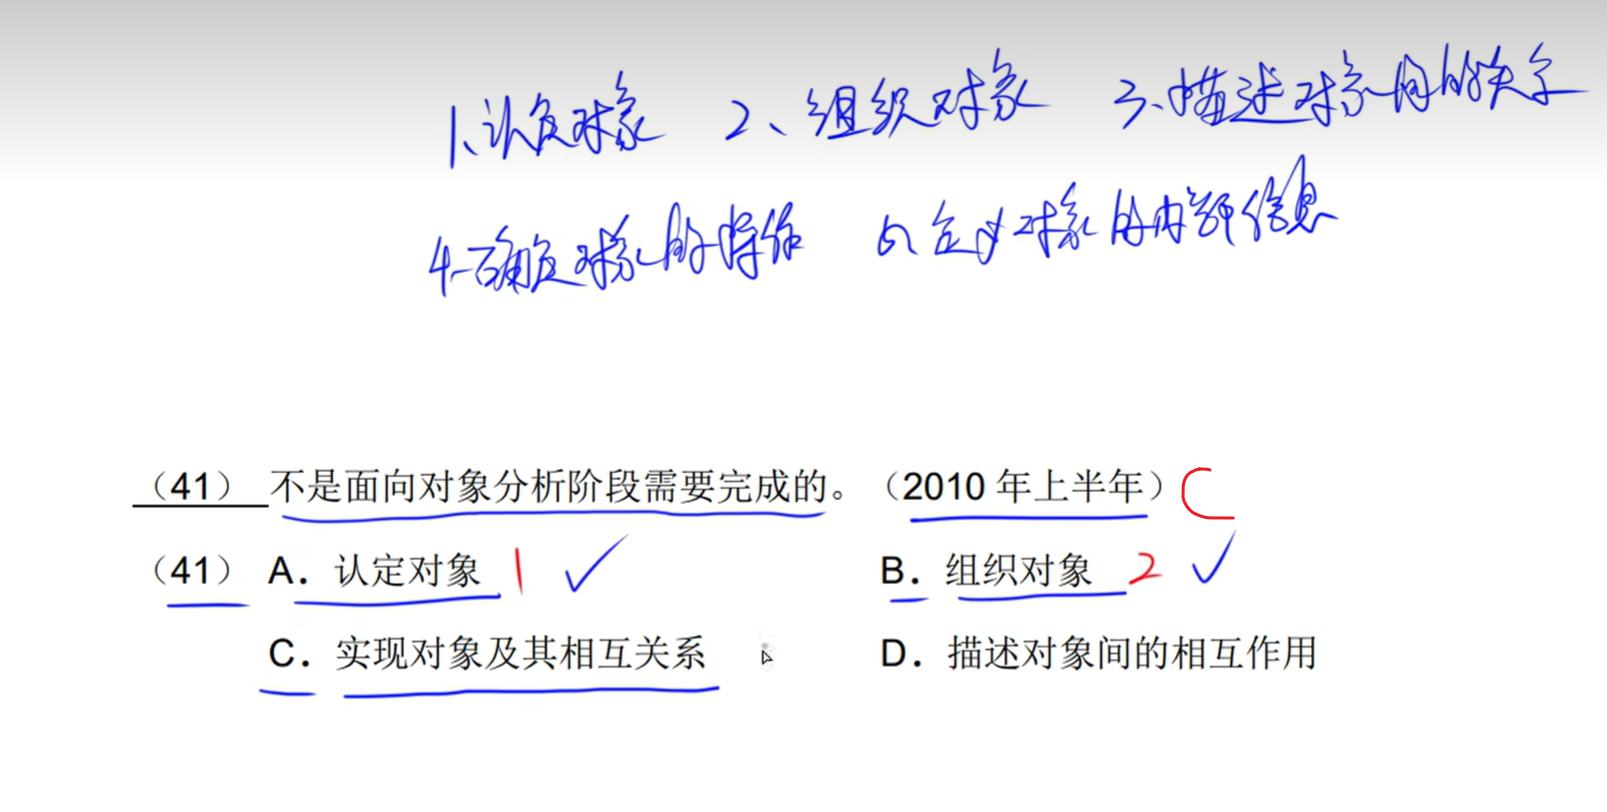 1、认定对象 2、组织对象 3、描述对象间的关系
4、确定对象的操作 5、定义对象的内部信息
(41) 不是面向对象分析阶段需要完成的。(2010 年上半年) C
(41) A. 认定对象 1 ✓ B. 组织对象 2 ✓
C. 实现对象及其相互关系 D. 描述对象间的相互作用